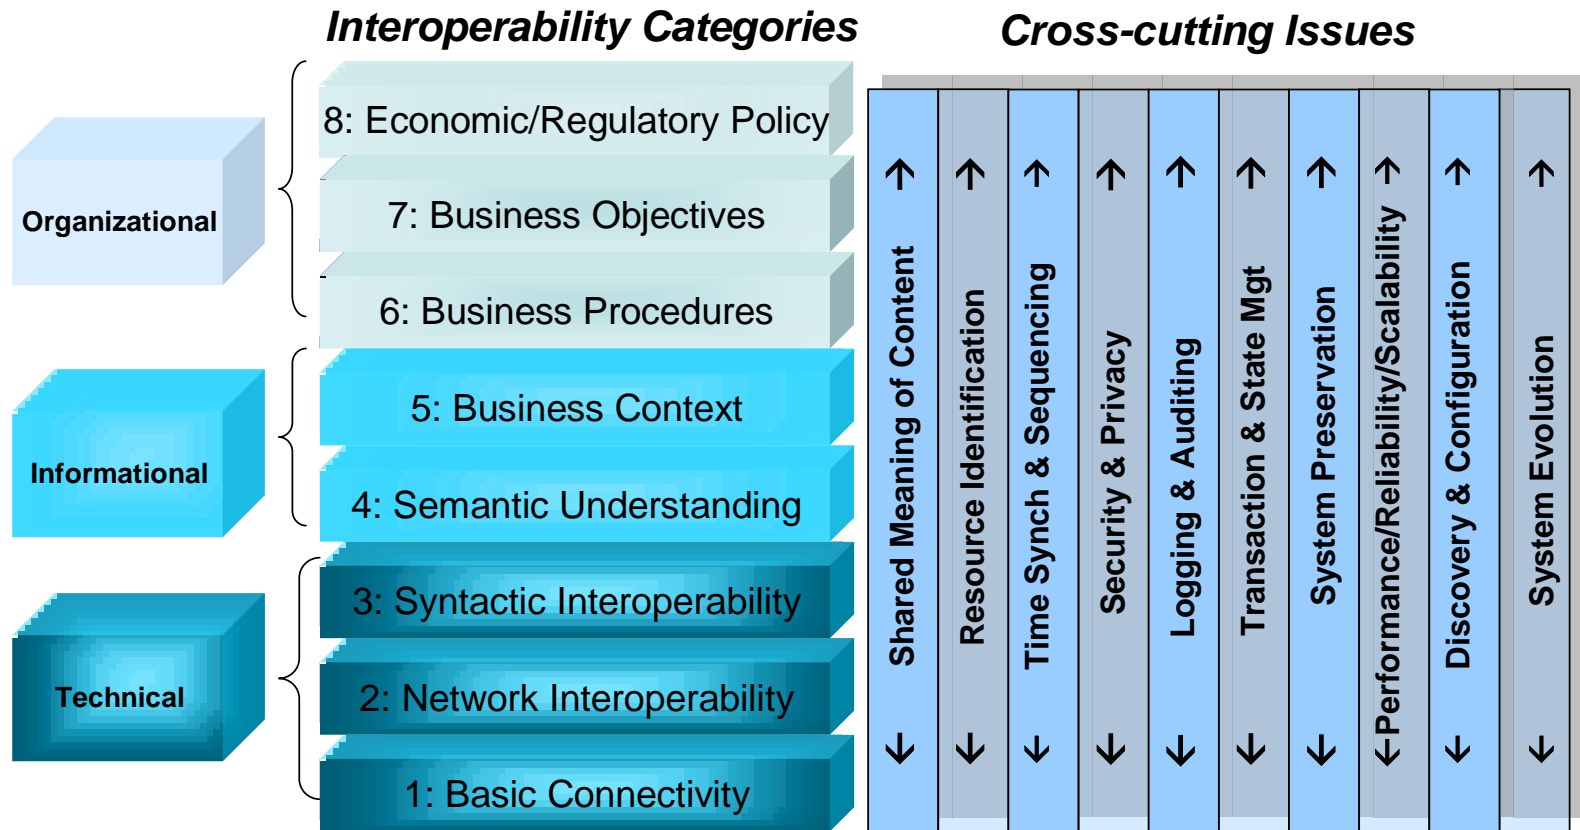 Interoperability Categories
Cross-cutting Issues
Organizational
8: Economic/Regulatory Policy
7: Business Objectives
6: Business Procedures
Informational
5: Business Context
4: Semantic Understanding
Technical
3: Syntactic Interoperability
2: Network Interoperability
1: Basic Connectivity
Shared Meaning of Content
Resource Identification
Time Synch & Sequencing
Security & Privacy
Logging & Auditing
Transaction & State Mgt
System Preservation
Performance/Reliability/Scalability
Discovery & Configuration
System Evolution